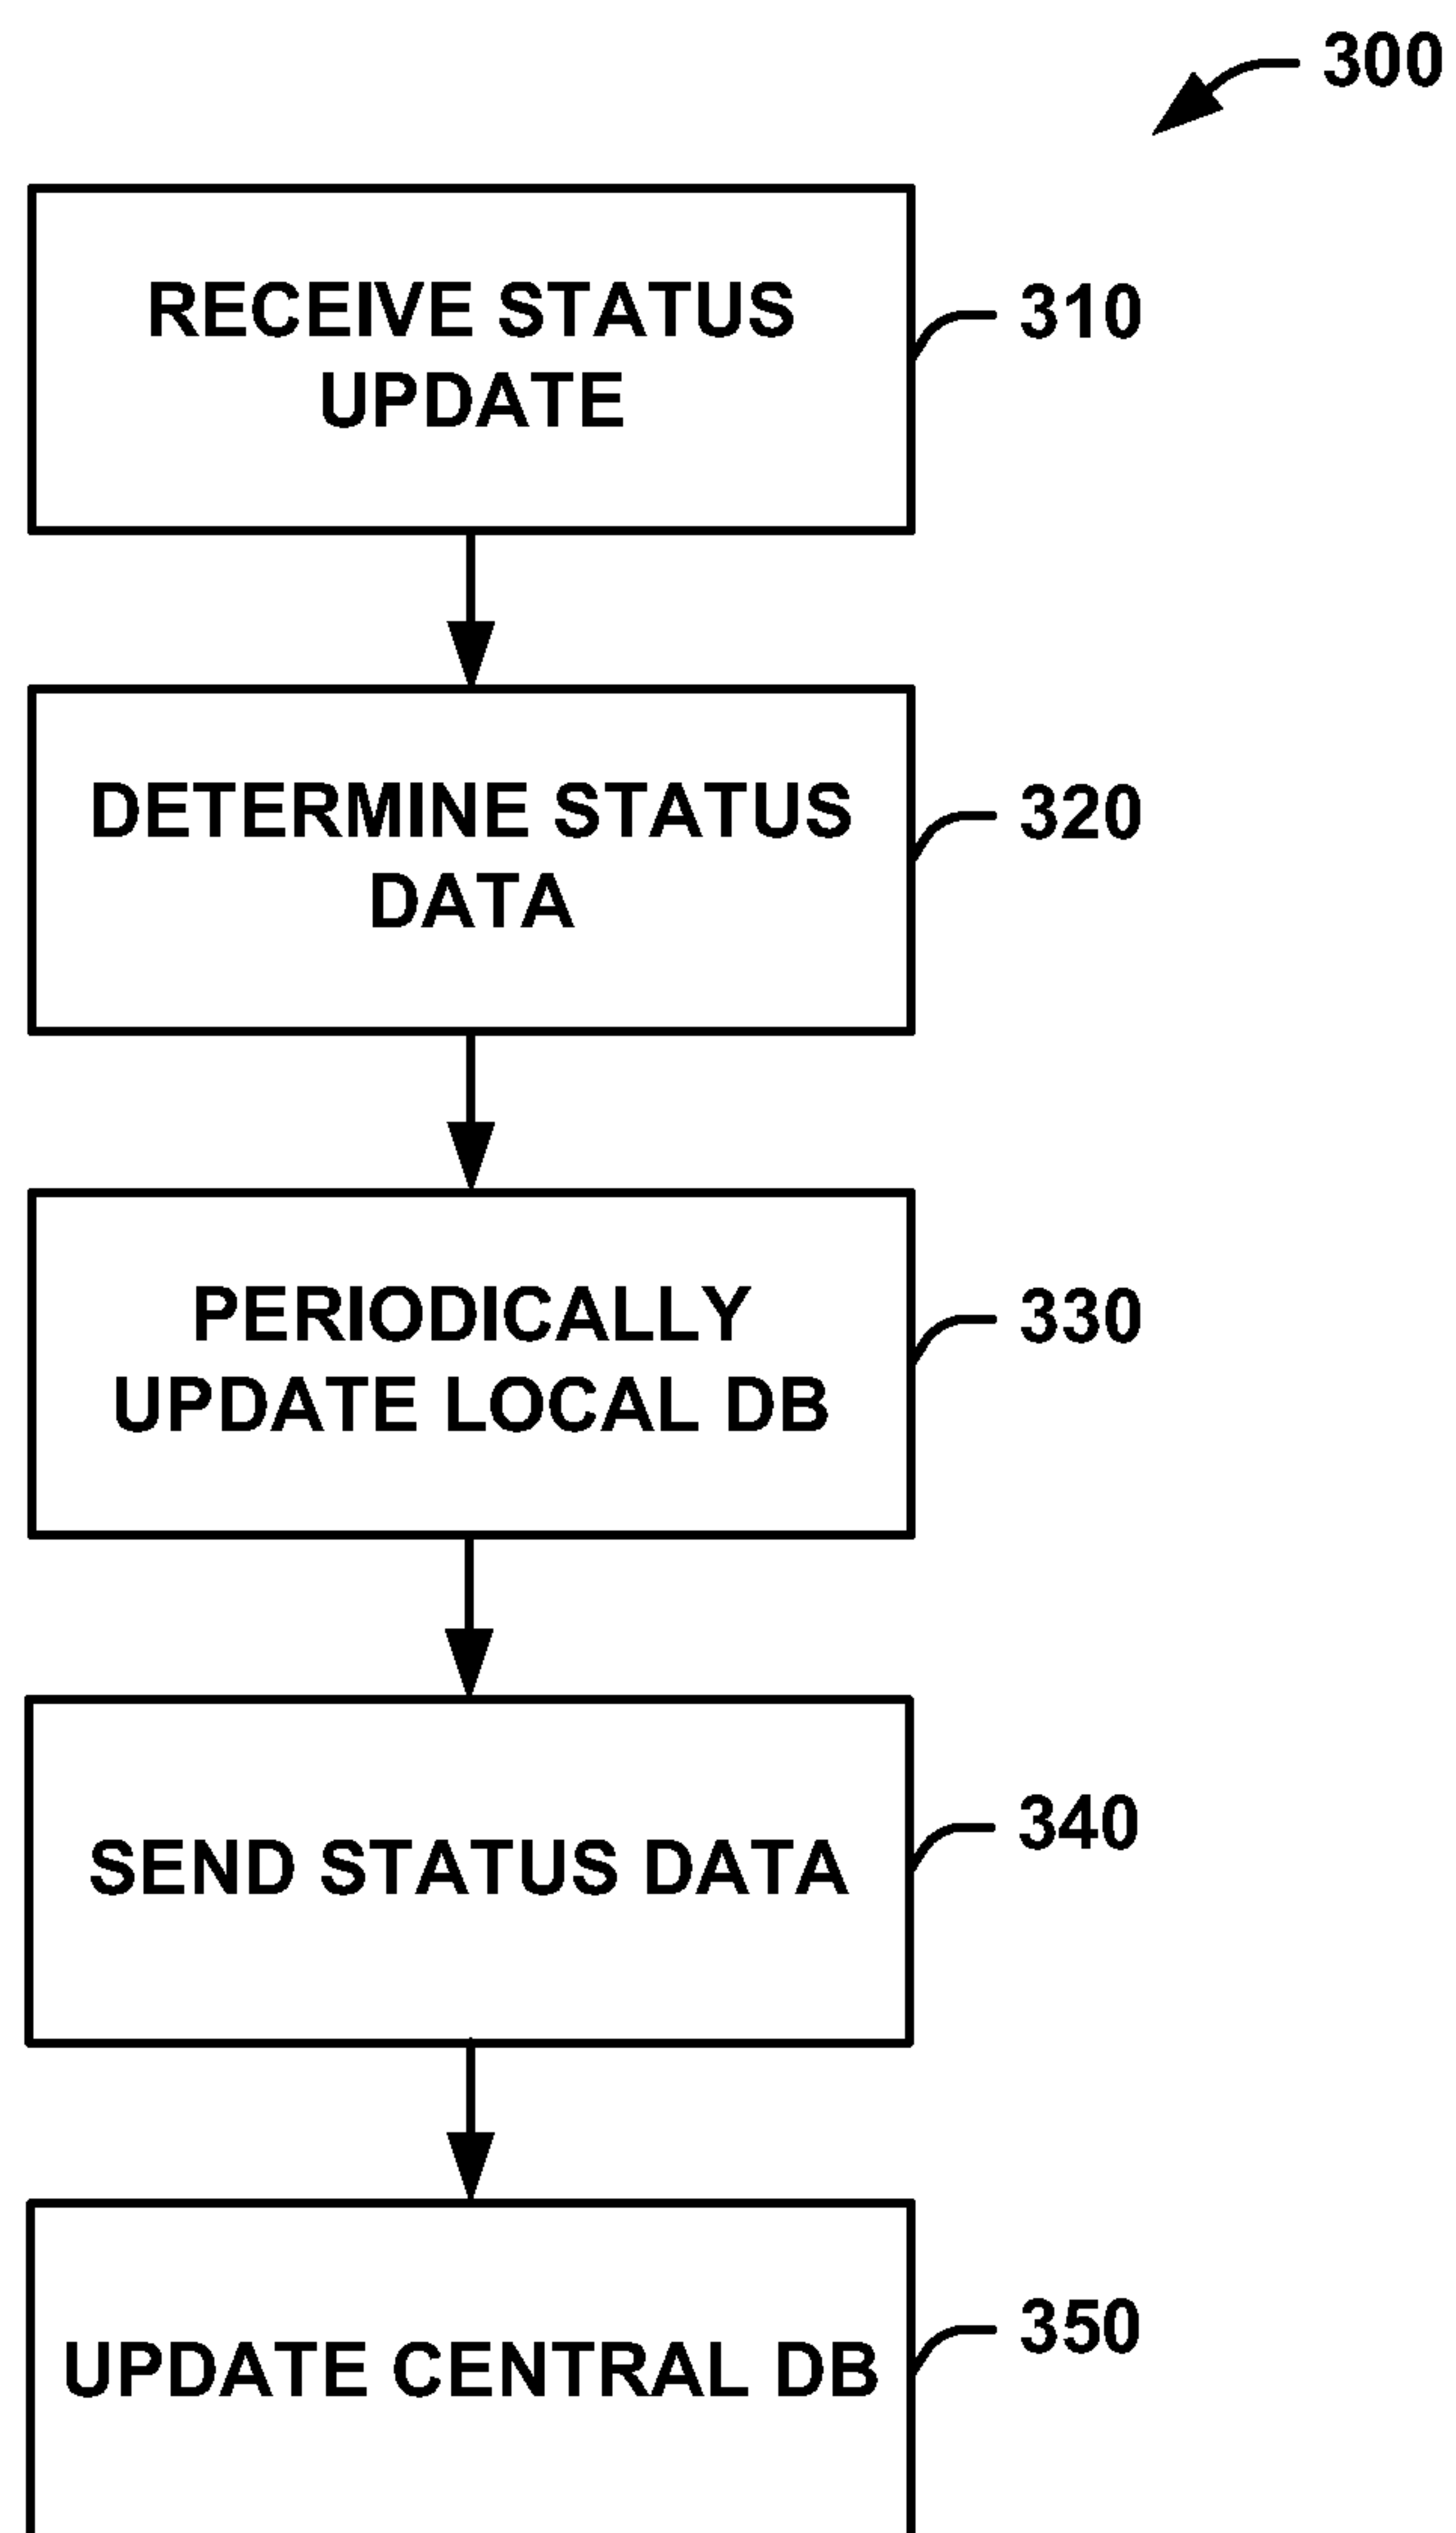 300
RECEIVE STATUS
UPDATE
310
DETERMINE STATUS
DATA
320
PERIODICALLY
UPDATE LOCAL DB
330
SEND STATUS DATA
340
UPDATE CENTRAL DB
350